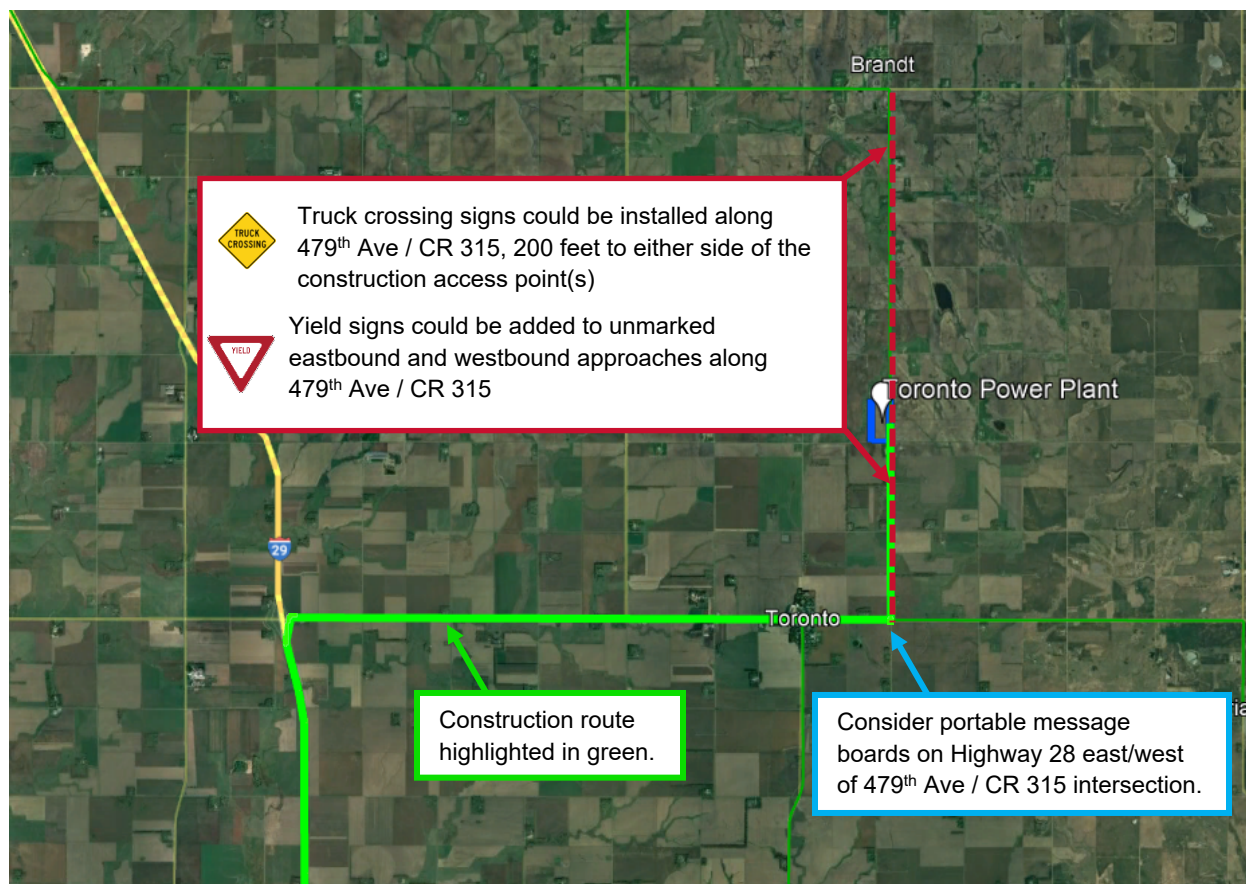 Brandt
TRUCK
CROSSING
Truck crossing signs could be installed along
479th Ave / CR 315, 200 feet to either side of the
construction access point(s)
YIELD
Yield signs could be added to unmarked
eastbound and westbound approaches along
479th Ave / CR 315
Toronto Power Plant
29
Toronto
Construction route
highlighted in green.
Consider portable message
boards on Highway 28 east/west
of 479th Ave / CR 315 intersection.